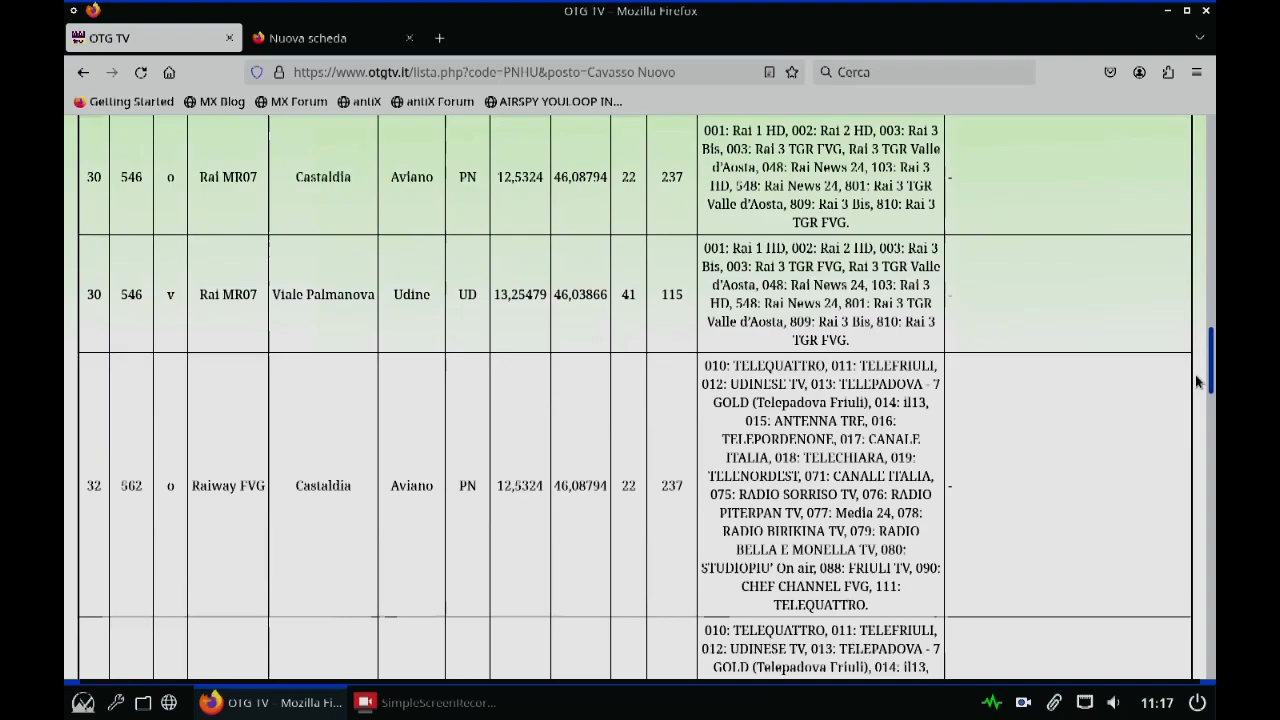 OTG TV — Mozilla Firefox
OTG TV
Nuova scheda
https://www.otgtv.it/lista.php?code=PNHU&posto=Cavasso Nuovo
Cerca
Getting Started
MX Blog
MX Forum
antiX
antiX Forum
AIRSPY YOULOOP IN...
30 546 o Rai MR07 Castaldia Aviano PN 12,5324 46,08794 22 237 -
001: Rai 1 HD, 002: Rai 2 HD, 003: Rai 3
Bis, 003: Rai 3 TGR FVG, Rai 3 TGR Valle
d'Aosta, 048: Rai News 24, 103: Rai 3
HD, 548: Rai News 24, 801: Rai 3 TGR
Valle d'Aosta, 809: Rai 3 Bis, 810: Rai 3
TGR FVG.
30 546 v Rai MR07 Viale Palmanova Udine UD 13,25479 46,03866 41 115 -
001: Rai 1 HD, 002: Rai 2 HD, 003: Rai 3
Bis, 003: Rai 3 TGR FVG, Rai 3 TGR Valle
d'Aosta, 048: Rai News 24, 103: Rai 3
HD, 548: Rai News 24, 801: Rai 3 TGR
Valle d'Aosta, 809: Rai 3 Bis, 810: Rai 3
TGR FVG.
32 562 o Raiway FVG Castaldia Aviano PN 12,5324 46,08794 22 237 -
010: TELEQUATTRO, 011: TELEFRIULI,
012: UDINESE TV, 013: TELEPADOVA - 7
GOLD (Telepadova Friuli), 014: il13,
015: ANTENNA TRE, 016:
TELEPORDENONE, 017: CANALE
ITALIA, 018: TELECHIARA, 019:
TELENORDEST, 071: CANALE ITALIA,
075: RADIO SORRISO TV, 076: RADIO
PITERPAN TV, 077: Media 24, 078:
RADIO BIRIKINA TV, 079: RADIO
BELLA E MONELLA TV, 080:
STUDIOPIU' On air, 088: FRIULI TV, 090:
CHEF CHANNEL FVG, 111:
TELEQUATTRO.
010: TELEQUATTRO, 011: TELEFRIULI,
012: UDINESE TV, 013: TELEPADOVA - 7
GOLD (Telepadova Friuli), 014: il13,
OTG TV — Mozilla Fi...
SimpleScreenRecor...
11:17